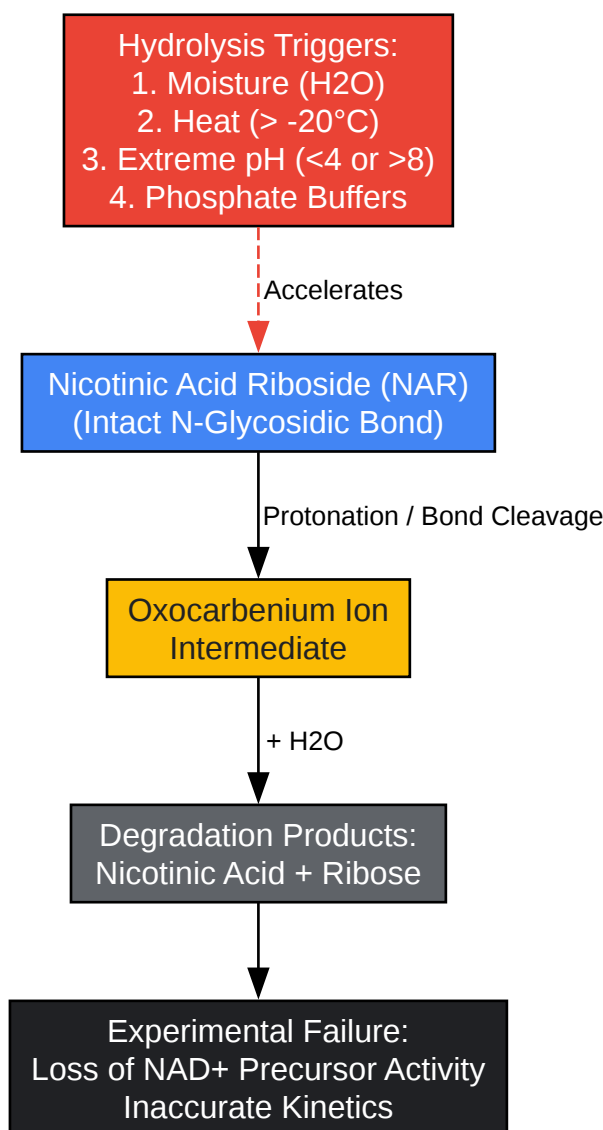 Hydrolysis Triggers:
1. Moisture (H2O)
2. Heat (> -20°C)
3. Extreme pH (<4 or >8)
4. Phosphate Buffers
Accelerates
Nicotinic Acid Riboside (NAR)
(Intact N-Glycosidic Bond)
Protonation / Bond Cleavage
Oxocarbenium Ion
Intermediate
+ H2O
Degradation Products:
Nicotinic Acid + Ribose
Experimental Failure:
Loss of NAD+ Precursor Activity
Inaccurate Kinetics